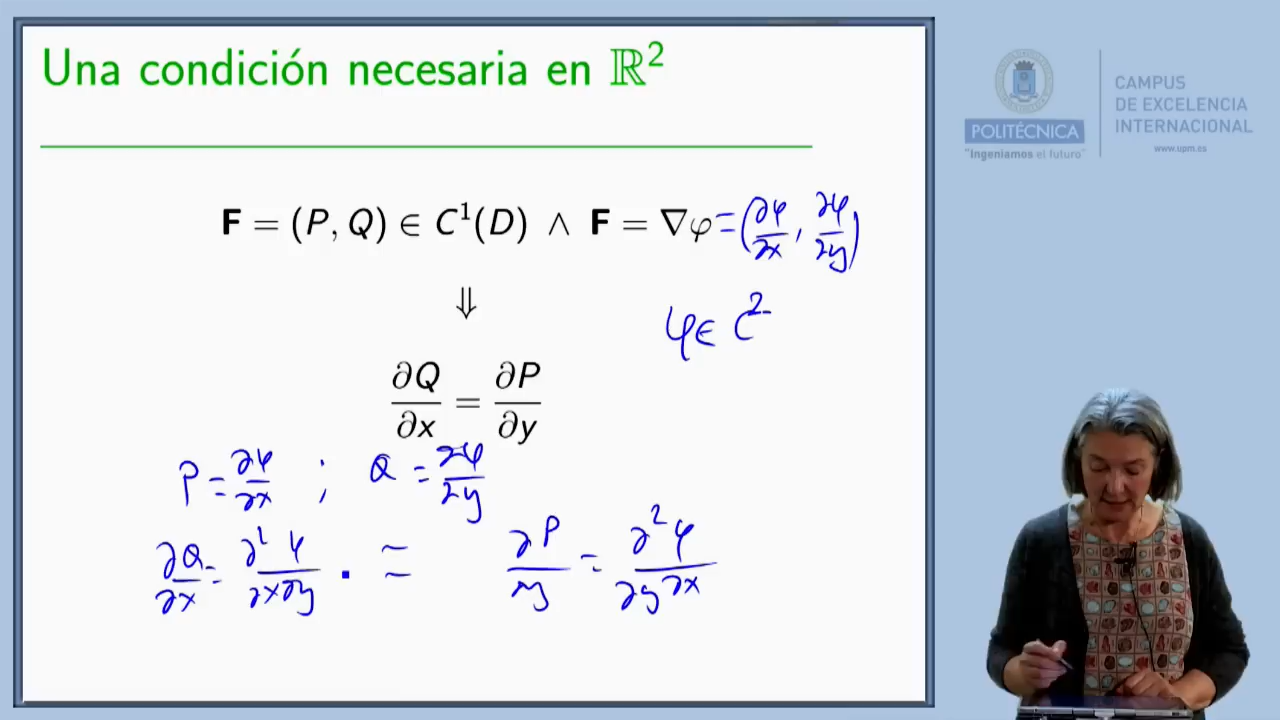 Una condición necesaria en ℝ²
F = (P, Q) ∈ C¹(D) ∧ F = ∇φ = (∂φ/∂x, ∂φ/∂y)
⇓
φ ∈ C²
∂Q/∂x = ∂P/∂y
P = ∂φ/∂x ; Q = ∂φ/∂y
∂Q/∂x = ∂²φ/∂x∂y . = ∂P/∂y = ∂²φ/∂y∂x
POLITÉCNICA
"Ingeniamos el futuro"
CAMPUS
DE EXCELENCIA
INTERNACIONAL
www.upm.es